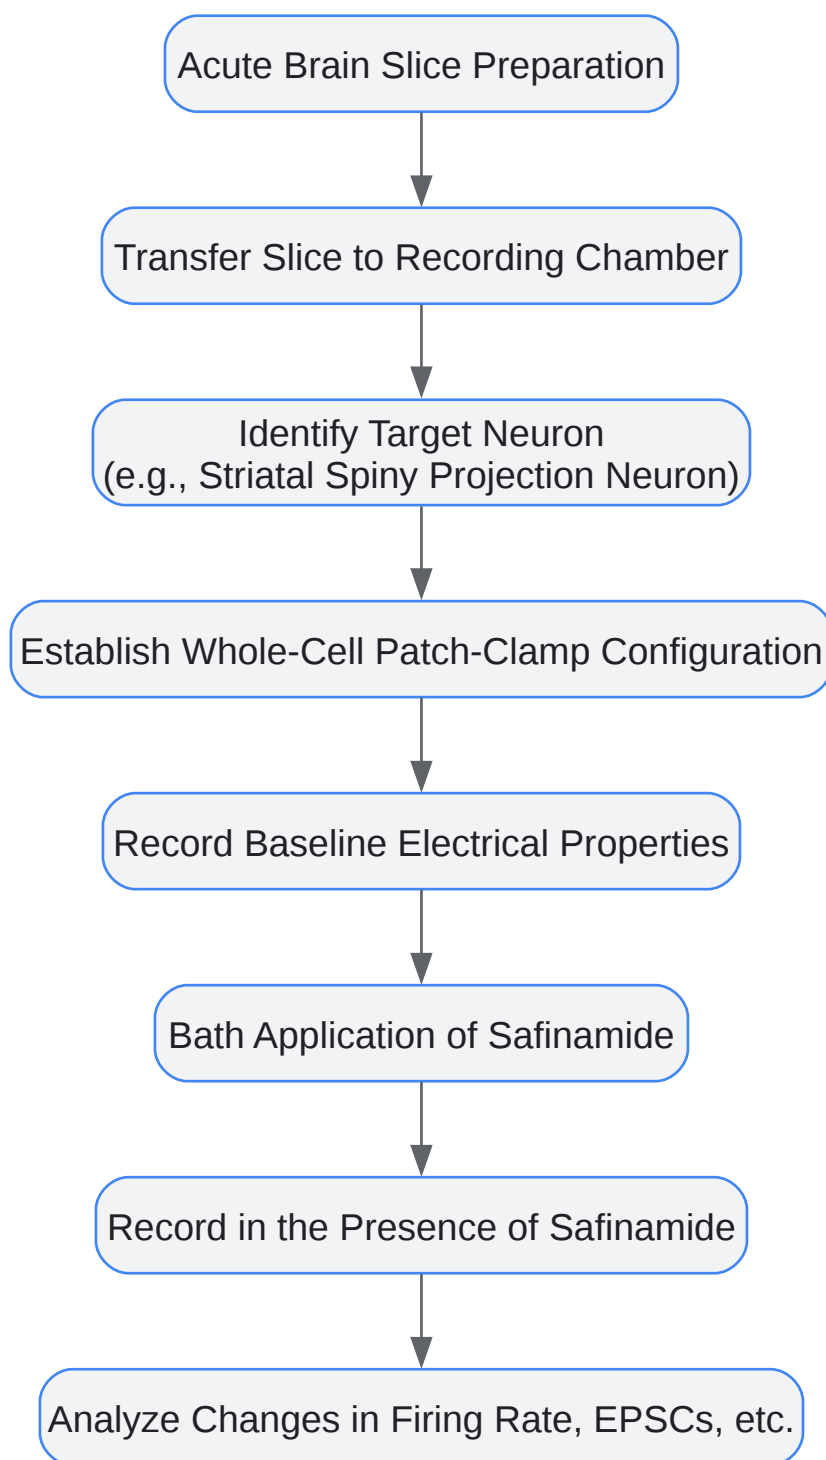 Acute Brain Slice Preparation
Transfer Slice to Recording Chamber
Identify Target Neuron
(e.g., Striatal Spiny Projection Neuron)
Establish Whole-Cell Patch-Clamp Configuration
Record Baseline Electrical Properties
Bath Application of Safinamide
Record in the Presence of Safinamide
Analyze Changes in Firing Rate, EPSCs, etc.